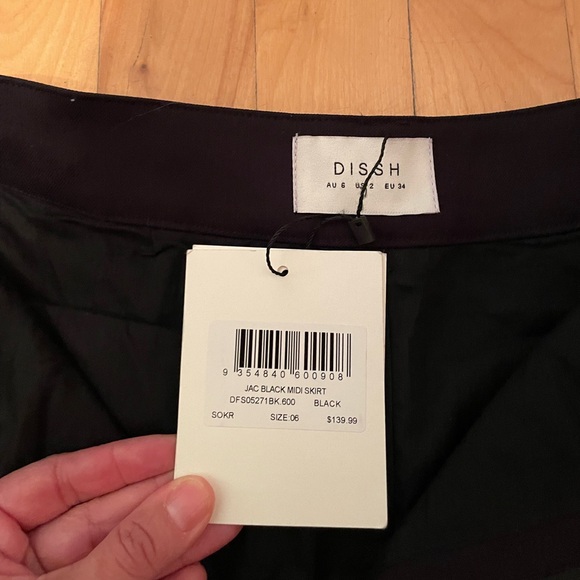 DISSH
AU 6 US 2 EU 34
9 354840 600908
JAC BLACK MIDI SKIRT
DFS05271BK.600 BLACK
SOKR SIZE:06 $139.99